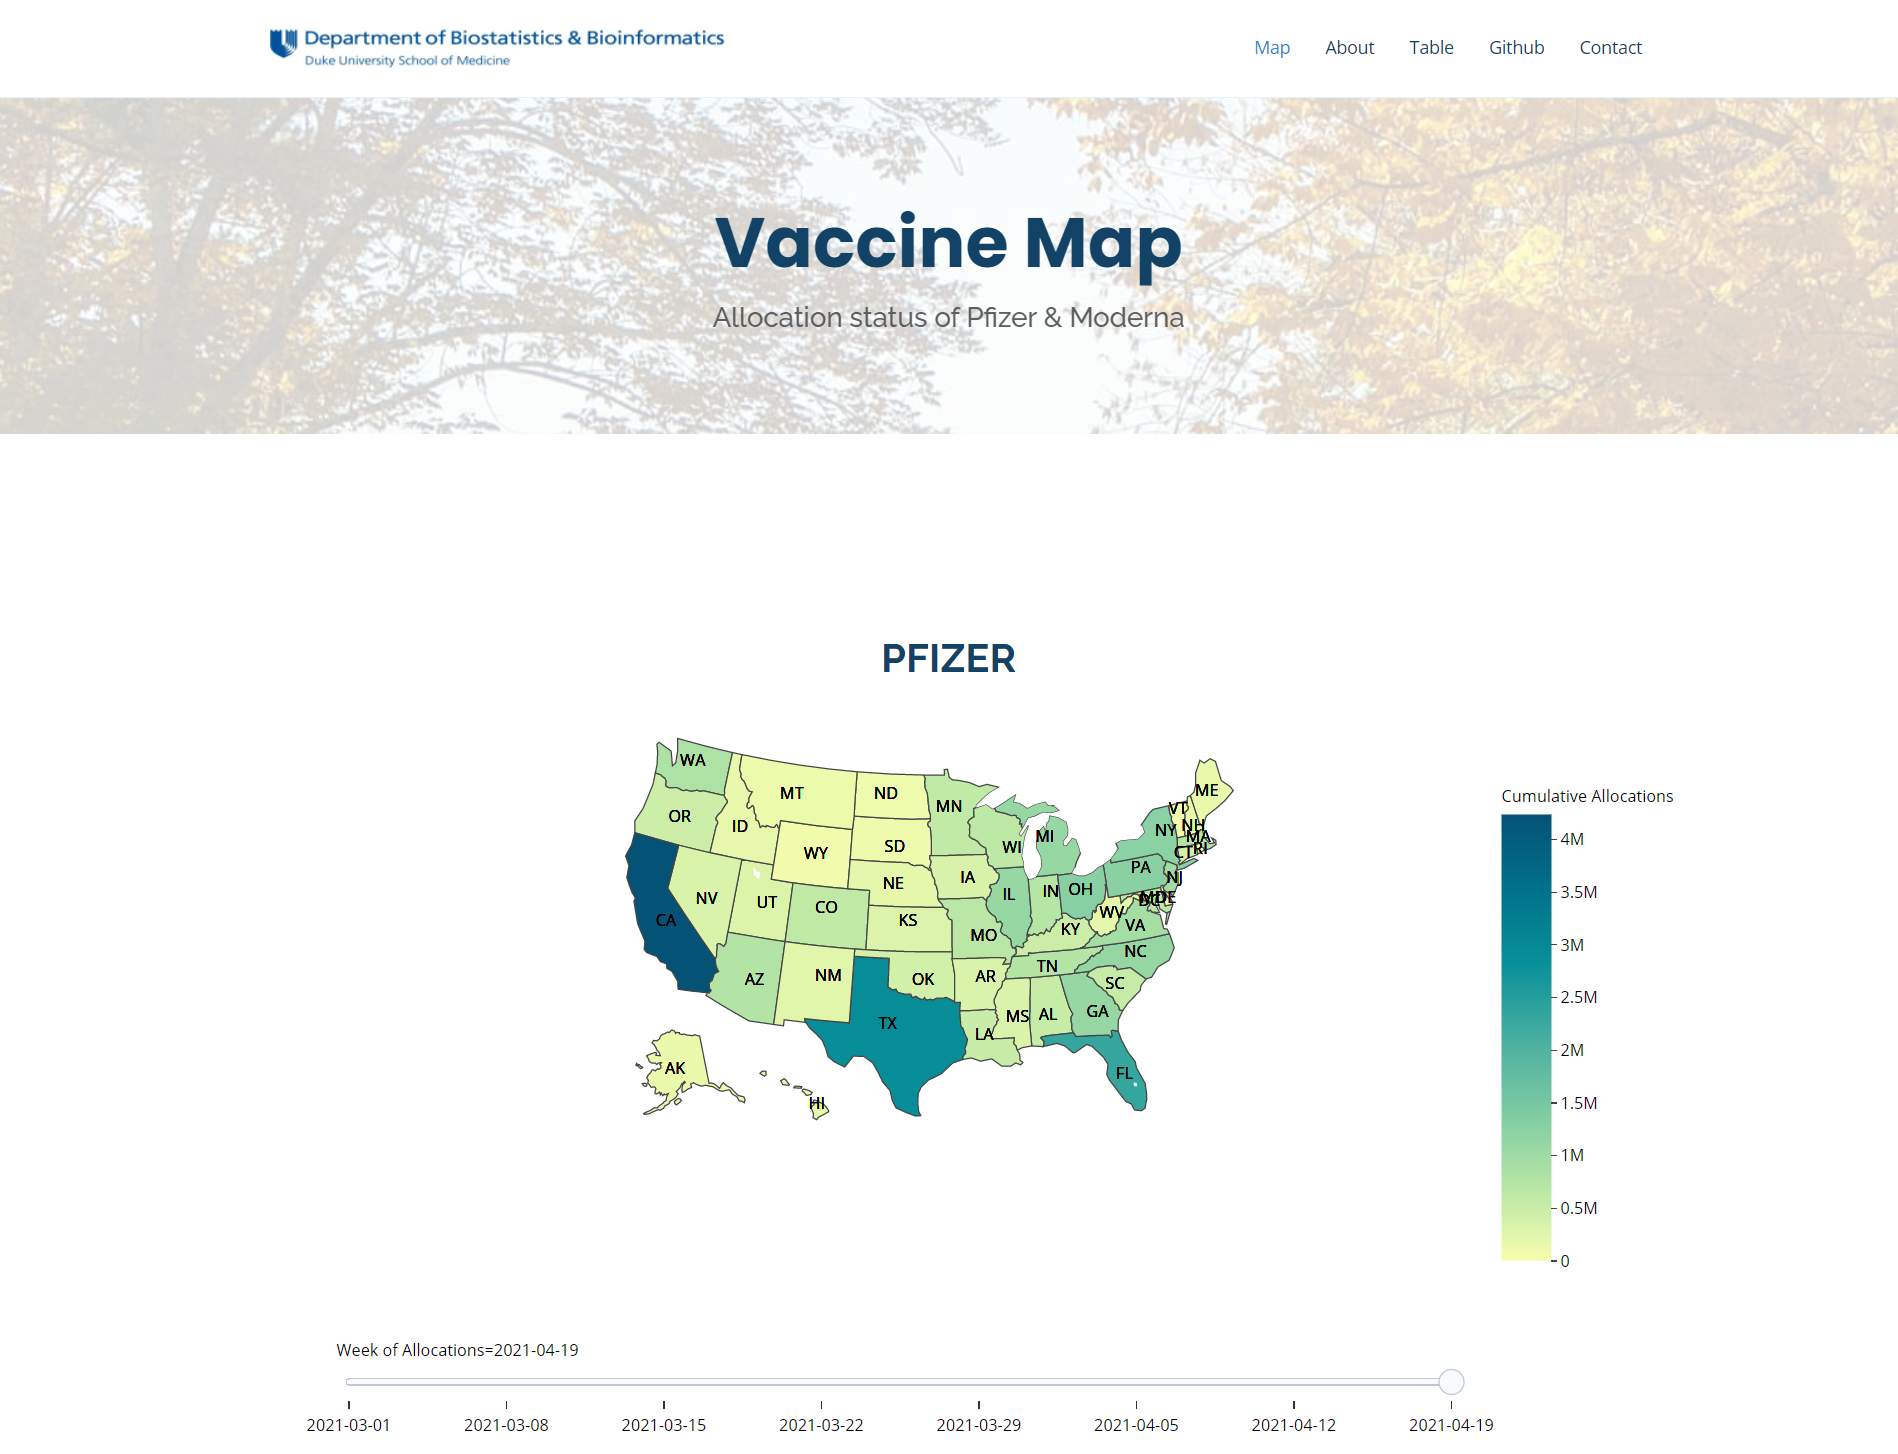 Department of Biostatistics & Bioinformatics
Duke University School of Medicine
Map About Table Github Contact
Vaccine Map
Allocation status of Pfizer & Moderna
PFIZER
WA
ME
MT ND
MN VT
OR ID NH
NY MA
WY SD WI MI CT RI
PA
NE IA NJ
NV UT CO IL IN OH MD DE
DC
CA KS WV
MO KY VA
NC
AZ NM OK AR TN SC
TX MS AL GA
LA
AK FL
HI
Cumulative Allocations
4M
3.5M
3M
2.5M
2M
1.5M
1M
0.5M
0
Week of Allocations=2021-04-19
2021-03-01 2021-03-08 2021-03-15 2021-03-22 2021-03-29 2021-04-05 2021-04-12 2021-04-19